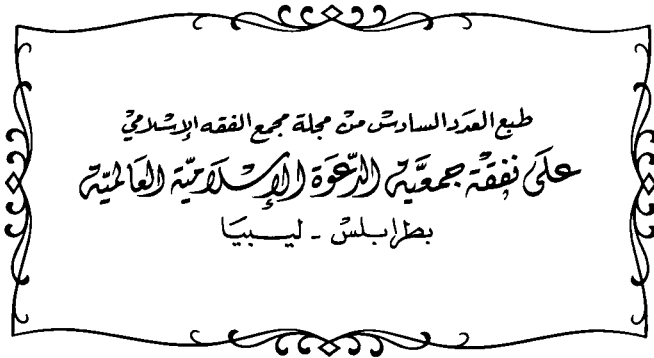 طبع العدد السادس من مجلة مجمع الفقه الإسلامي
على نفقة جمعية الدعوة الإسلامية العالمية
بطرابلس - ليبيا